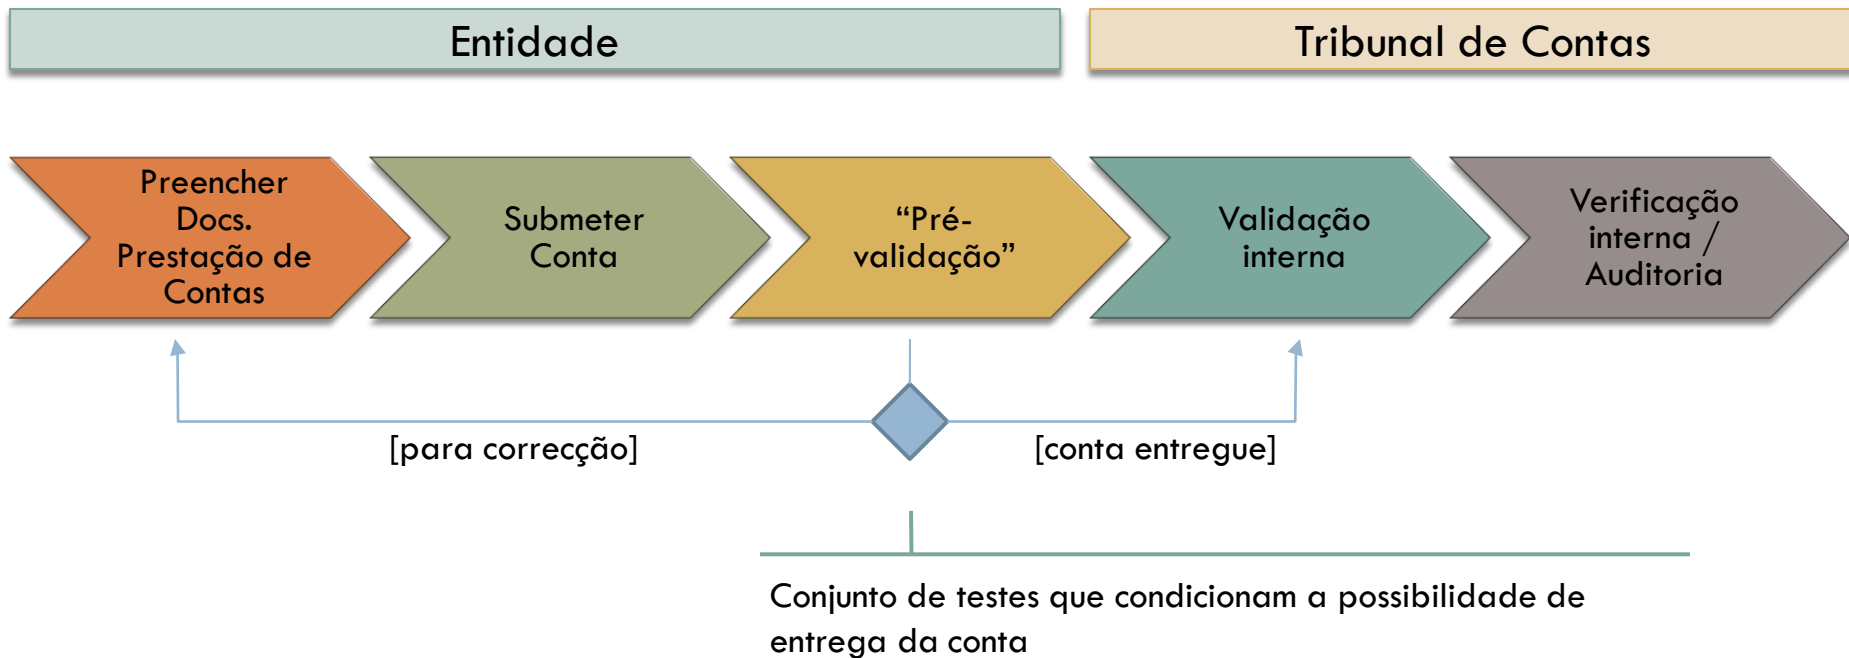 Entidade
Tribunal de Contas
Preencher
Docs.
Prestação de
Contas
Submeter
Conta
“Pré-
validação”
Validação
interna
Verificação
interna /
Auditoria
[para correcção]
[conta entregue]
Conjunto de testes que condicionam a possibilidade de
entrega da conta